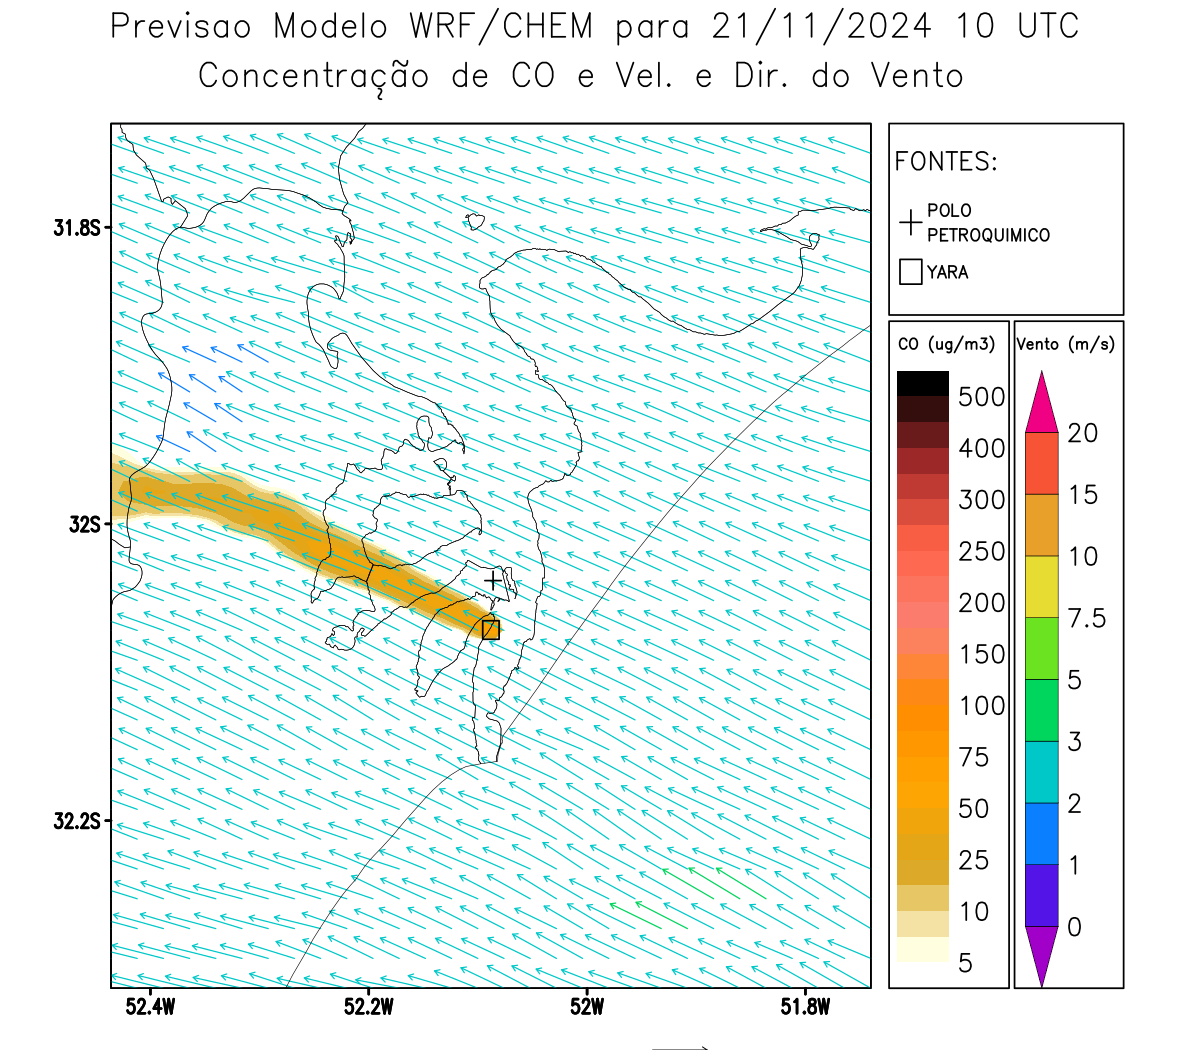 Previsao Modelo WRF/CHEM para 21/11/2024 10 UTC
Concentração de CO e Vel. e Dir. do Vento
FONTES:
POLO
PETROQUIMICO
YARA
CO (ug/m3)
500
400
300
250
200
150
100
75
50
25
10
5
Vento (m/s)
20
15
10
7.5
5
3
2
1
0
31.8S
32S
32.2S
52.4W
52.2W
52W
51.8W